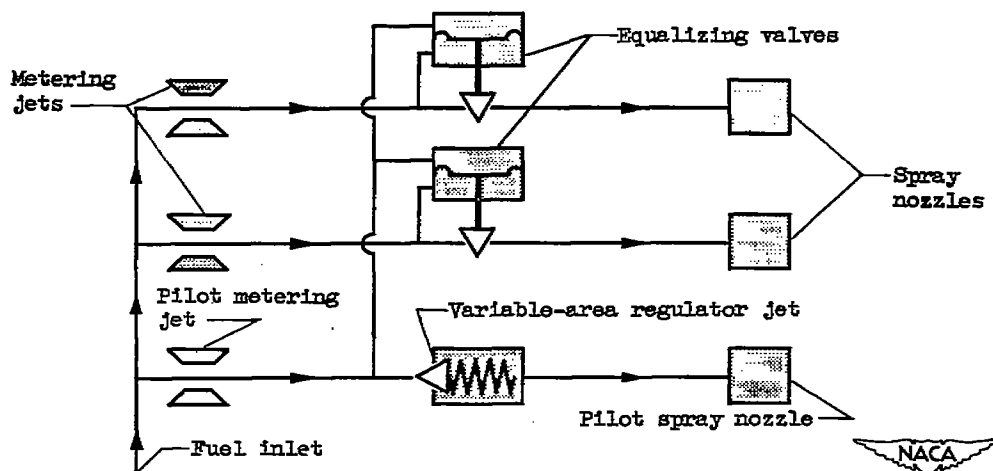 Equalizing valves
Metering
jets
Spray
nozzles
Pilot metering
jet
Variable-area regulator jet
Pilot spray nozzle
Fuel inlet
NACA